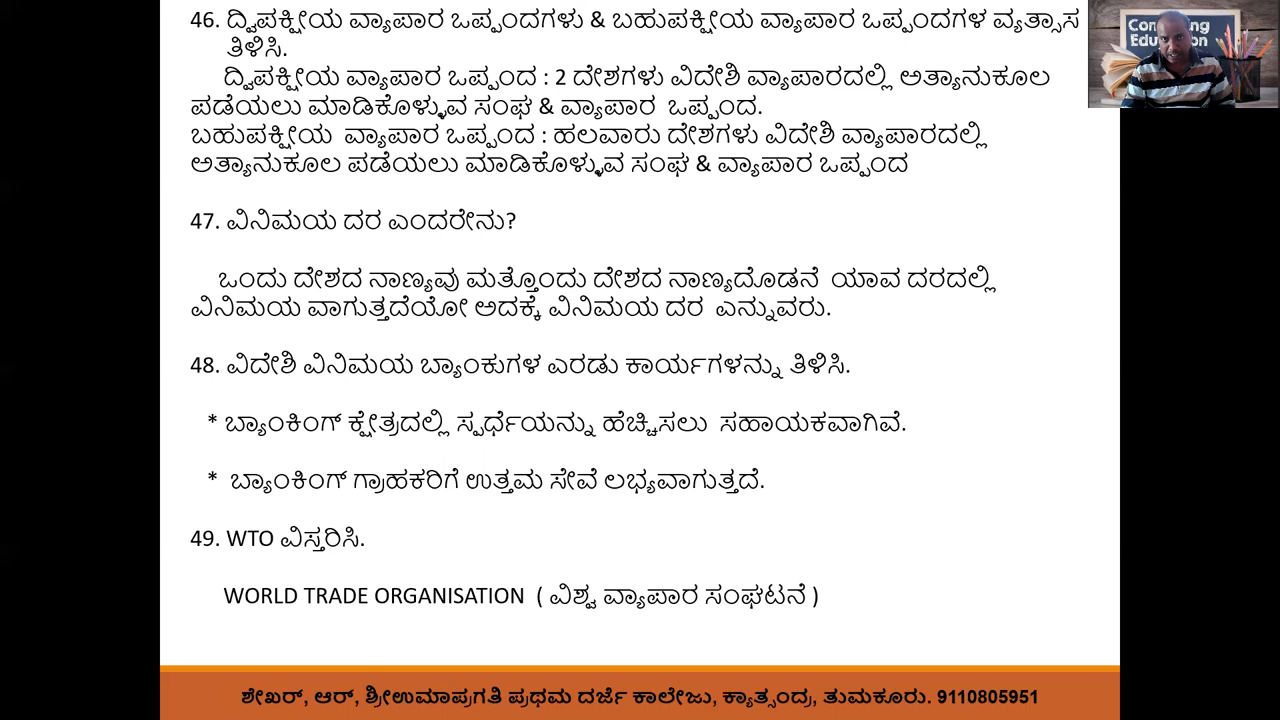 46. ದ್ವಿಪಕ್ಷೀಯ ವ್ಯಾಪಾರ ಒಪ್ಪಂದಗಳು & ಬಹುಪಕ್ಷೀಯ ವ್ಯಾಪಾರ ಒಪ್ಪಂದಗಳ ವ್ಯತ್ಸಾಸ
ತಿಳಿಸಿ.
ದ್ವಿಪಕ್ಷೀಯ ವ್ಯಾಪಾರ ಒಪ್ಪಂದ : 2 ದೇಶಗಳು ವಿದೇಶಿ ವ್ಯಾಪಾರದಲ್ಲಿ ಅತ್ಯಾನುಕೂಲ
ಪಡೆಯಲು ಮಾಡಿಕೊಳ್ಳುವ ಸಂಘ & ವ್ಯಾಪಾರ ಒಪ್ಪಂದ.
ಬಹುಪಕ್ಷೀಯ ವ್ಯಾಪಾರ ಒಪ್ಪಂದ : ಹಲವಾರು ದೇಶಗಳು ವಿದೇಶಿ ವ್ಯಾಪಾರದಲ್ಲಿ
ಅತ್ಯಾನುಕೂಲ ಪಡೆಯಲು ಮಾಡಿಕೊಳ್ಳುವ ಸಂಘ & ವ್ಯಾಪಾರ ಒಪ್ಪಂದ
47. ವಿನಿಮಯ ದರ ಎಂದರೇನು?
ಒಂದು ದೇಶದ ನಾಣ್ಯವು ಮತ್ತೊಂದು ದೇಶದ ನಾಣ್ಯದೊಡನೆ ಯಾವ ದರದಲ್ಲಿ
ವಿನಿಮಯ ವಾಗುತ್ತದೆಯೋ ಅದಕ್ಕೆ ವಿನಿಮಯ ದರ ಎನ್ನುವರು.
48. ವಿದೇಶಿ ವಿನಿಮಯ ಬ್ಯಾಂಕುಗಳ ಎರಡು ಕಾರ್ಯಗಳನ್ನು ತಿಳಿಸಿ.
* ಬ್ಯಾಂಕಿಂಗ್ ಕ್ಷೇತ್ರದಲ್ಲಿ ಸ್ಪರ್ಧೆಯನ್ನು ಹೆಚ್ಚಿಸಲು ಸಹಾಯಕವಾಗಿವೆ.
* ಬ್ಯಾಂಕಿಂಗ್ ಗ್ರಾಹಕರಿಗೆ ಉತ್ತಮ ಸೇವೆ ಲಭ್ಯವಾಗುತ್ತದೆ.
49. WTO ವಿಸ್ತರಿಸಿ.
WORLD TRADE ORGANISATION ( ವಿಶ್ವ ವ್ಯಾಪಾರ ಸಂಘಟನೆ )
ಶೇಖರ್, ಆರ್, ಶ್ರೀಉಮಾಪ್ರಗತಿ ಪ್ರಥಮ ದರ್ಜೆ ಕಾಲೇಜು, ಕ್ಯಾತ್ಸಂದ್ರ, ತುಮಕೂರು. 9110805951